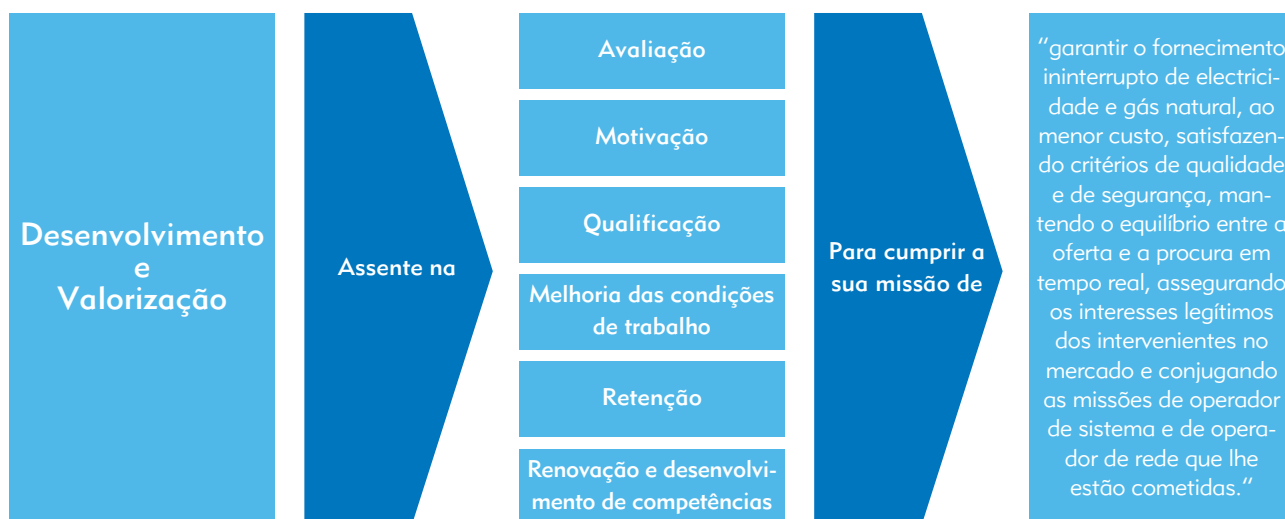 Desenvolvimento
e
Valorização
Assente na
Avaliação
Motivação
Qualificação
Melhoria das condições
de trabalho
Retenção
Renovação e desenvolvi-
mento de competências
Para cumprir a
sua missão de
"garantir o fornecimento
ininterrupto de electrici-
dade e gás natural, ao
menor custo, satisfazen-
do critérios de qualidade
e de segurança, man-
tendo o equilíbrio entre a
oferta e a procura em
tempo real, assegurando
os interesses legítimos
dos intervenientes no
mercado e conjugando
as missões de operador
de sistema e de opera-
dor de rede que lhe
estão cometidas."